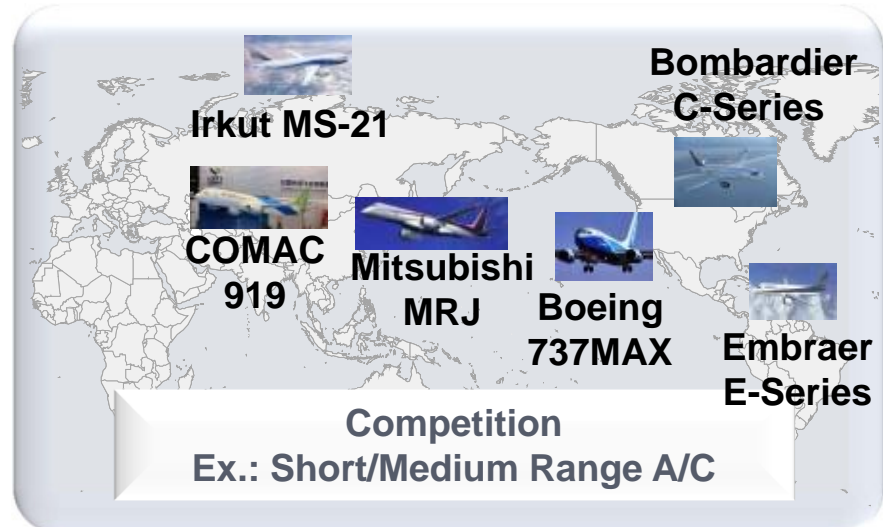 Bombardier
C-Series
Irkut MS-21
COMAC
919
Mitsubishi
MRJ
Boeing
737MAX
Embraer
E-Series
Competition
Ex.: Short/Medium Range A/C